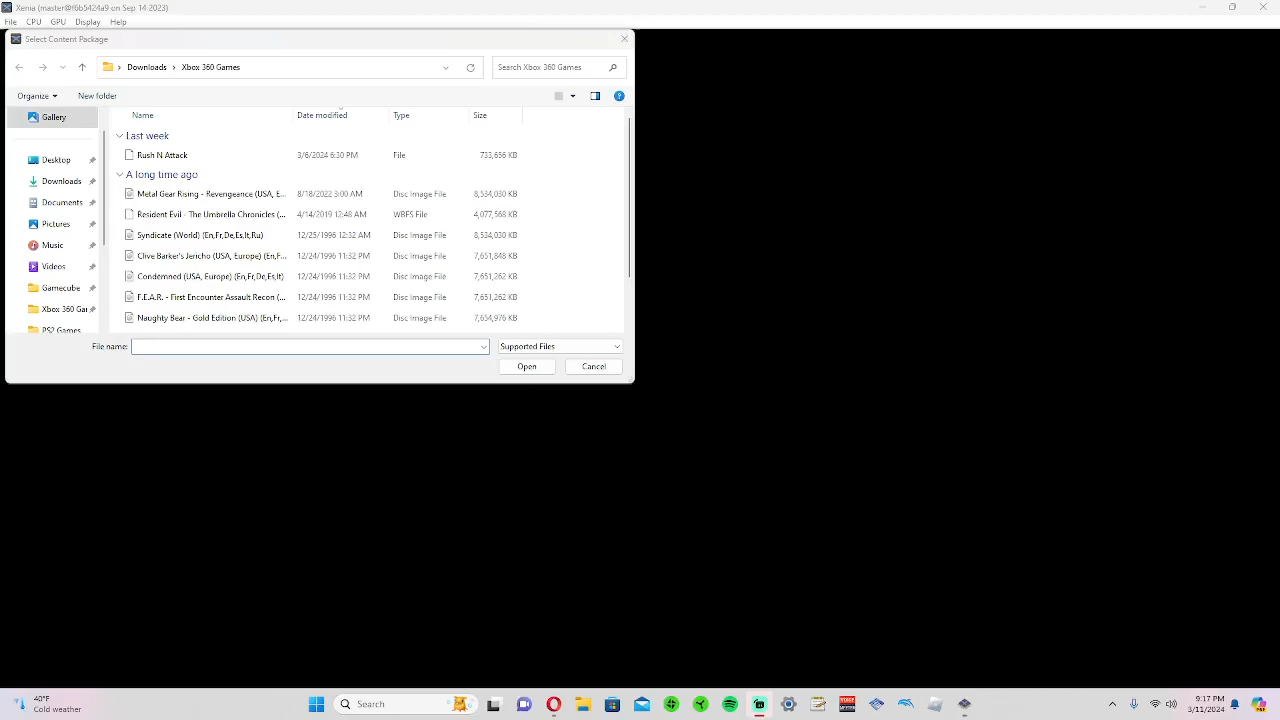 Xenia (master@f6b5424a9 on Sep 14 2023)
File CPU GPU Display Help
Select Content Package
Downloads Xbox 360 Games
Search Xbox 360 Games
Organize New folder
Gallery
Desktop
Downloads
Documents
Pictures
Music
Videos
Gamecube
Xbox 360 Gar
PS2 Games
Name Date modified Type Size
Last week
Rush N Attack 3/6/2024 6:30 PM File 733,656 KB
A long time ago
Metal Gear Rising - Revengeance (USA, E... 8/18/2022 3:00 AM Disc Image File 8,534,030 KB
Resident Evil - The Umbrella Chronicles (... 4/14/2019 12:48 AM WBFS File 4,077,568 KB
Syndicate (World) (En,Fr,De,Es,It,Ru) 12/25/1996 12:32 AM Disc Image File 8,534,030 KB
Clive Barker's Jericho (USA, Europe) (En,F... 12/24/1996 11:32 PM Disc Image File 7,651,848 KB
Condemned (USA, Europe) (En,Fr,De,Es,It) 12/24/1996 11:32 PM Disc Image File 7,651,262 KB
F.E.A.R. - First Encounter Assault Recon (... 12/24/1996 11:32 PM Disc Image File 7,651,262 KB
Naughty Bear - Gold Edition (USA) (En,Fr,... 12/24/1996 11:32 PM Disc Image File 7,654,976 KB
File name:
Supported Files
Open Cancel
40°F
Cold weather
Search
9:17 PM
3/11/2024